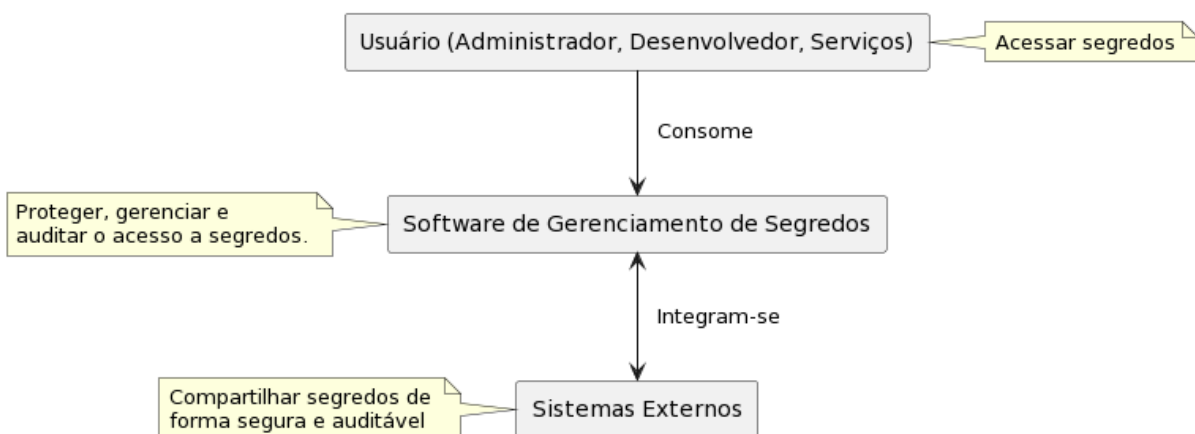 Usuário (Administrador, Desenvolvedor, Serviços)
Acessar segredos
Consome
Proteger, gerenciar e
auditar o acesso a segredos.
Software de Gerenciamento de Segredos
Integram-se
Compartilhar segredos de
forma segura e auditável
Sistemas Externos